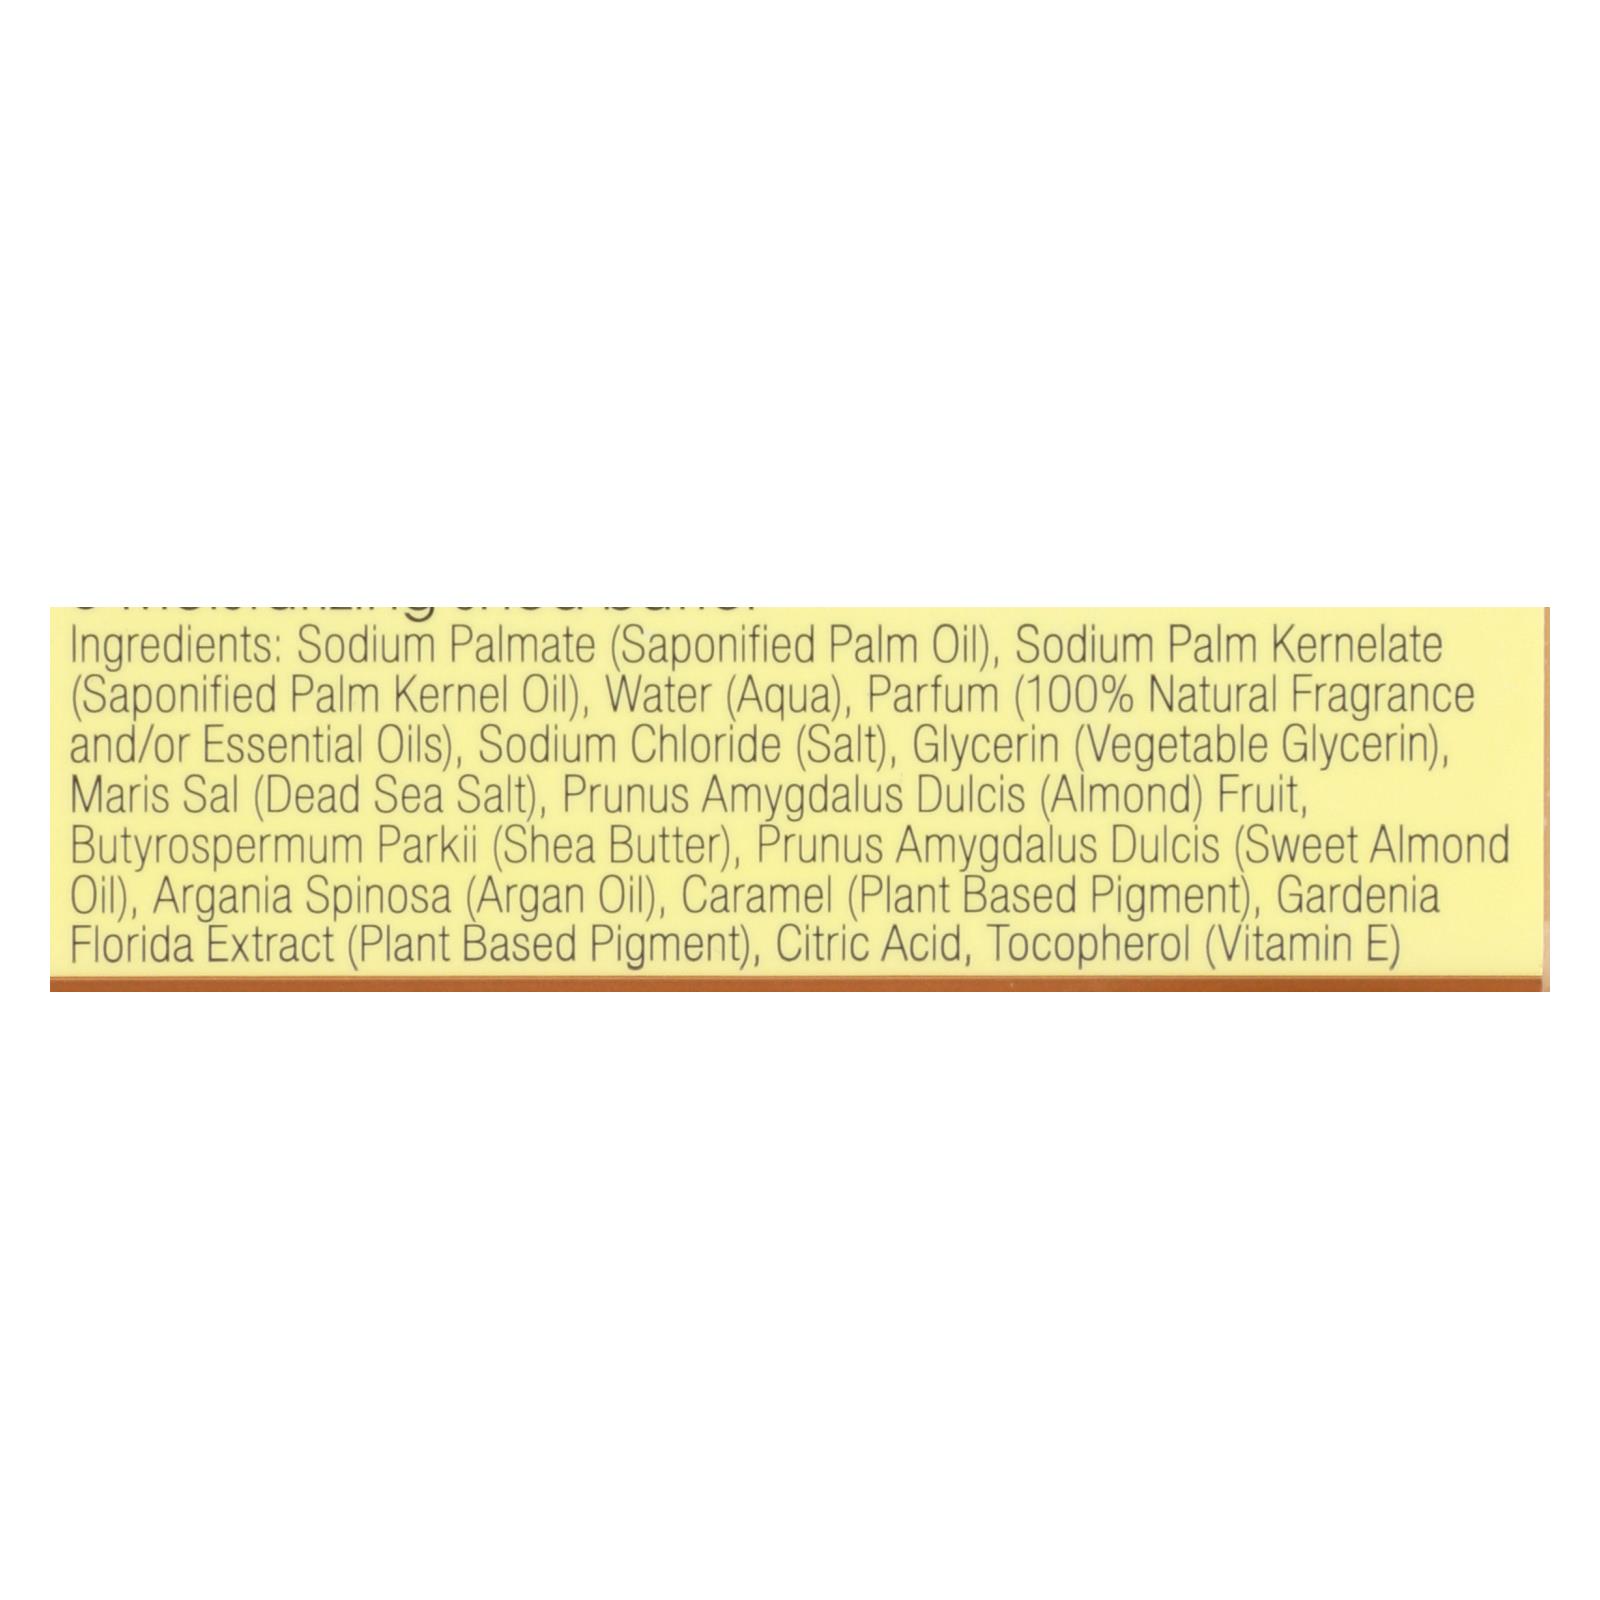 Ingredients: Sodium Palmate (Saponified Palm Oil), Sodium Palm Kernelate
(Saponified Palm Kernel Oil), Water (Aqua), Parfum (100% Natural Fragrance
and/or Essential Oils), Sodium Chloride (Salt), Glycerin (Vegetable Glycerin),
Maris Sal (Dead Sea Salt), Prunus Amygdalus Dulcis (Almond) Fruit,
Butyrospermum Parkii (Shea Butter), Prunus Amygdalus Dulcis (Sweet Almond
Oil), Argania Spinosa (Argan Oil), Caramel (Plant Based Pigment), Gardenia
Florida Extract (Plant Based Pigment), Citric Acid, Tocopherol (Vitamin E)